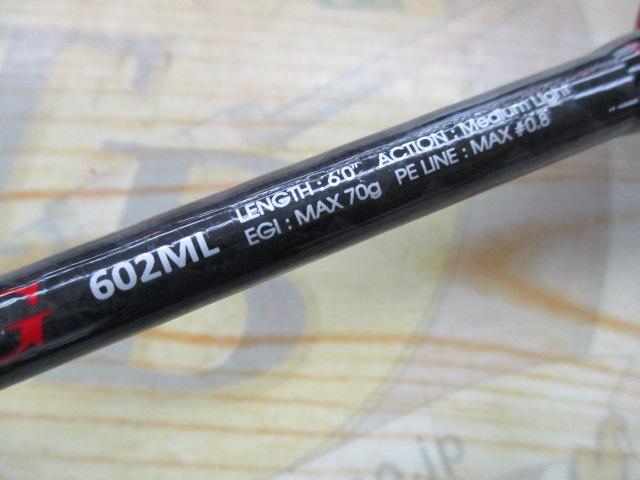 G 602ML
LENGTH : 6'0" ACTION : Medium Light
EGI : MAX 70g PE LINE : MAX #0.8